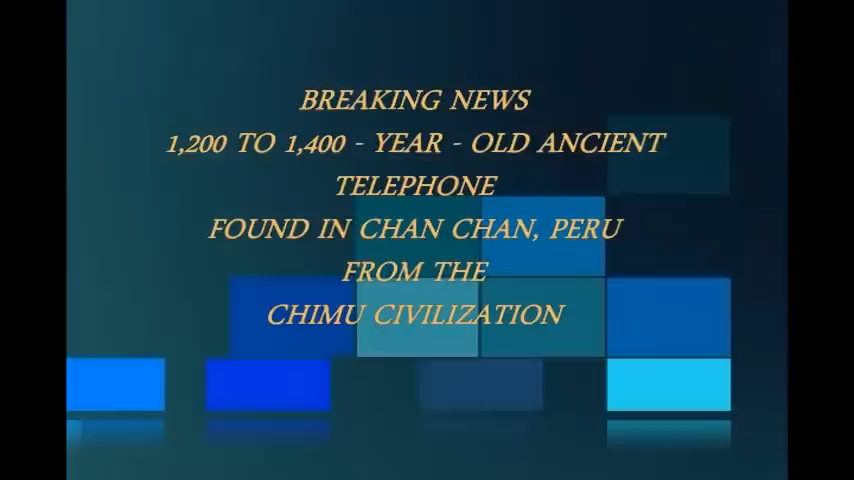 BREAKING NEWS
1,200 TO 1,400 - YEAR - OLD ANCIENT
TELEPHONE
FOUND IN CHAN CHAN, PERU
FROM THE
CHIMU CIVILIZATION